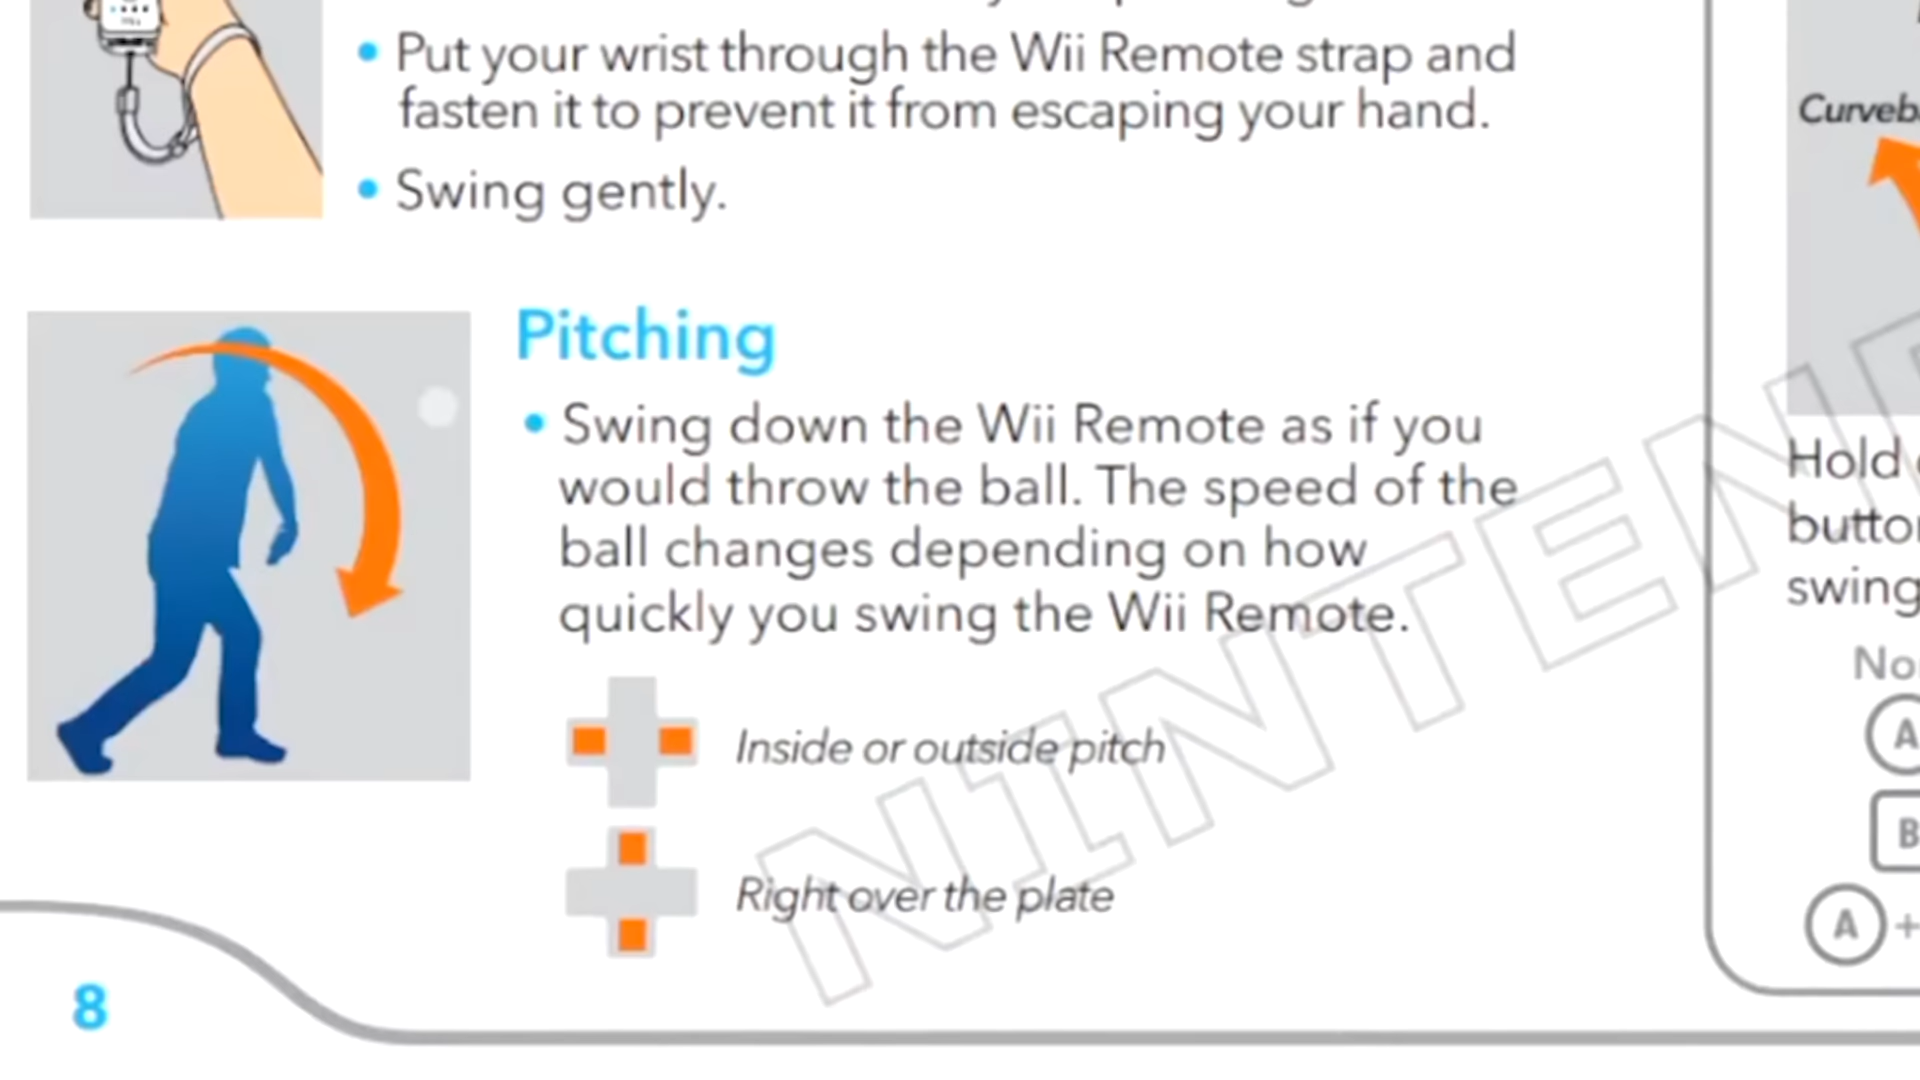 Put your wrist through the Wii Remote strap and
fasten it to prevent it from escaping your hand.
Swing gently.
Pitching
Swing down the Wii Remote as if you
would throw the ball. The speed of the
ball changes depending on how
quickly you swing the Wii Remote.
Inside or outside pitch
Right over the plate
8
Hold
A
B
A +